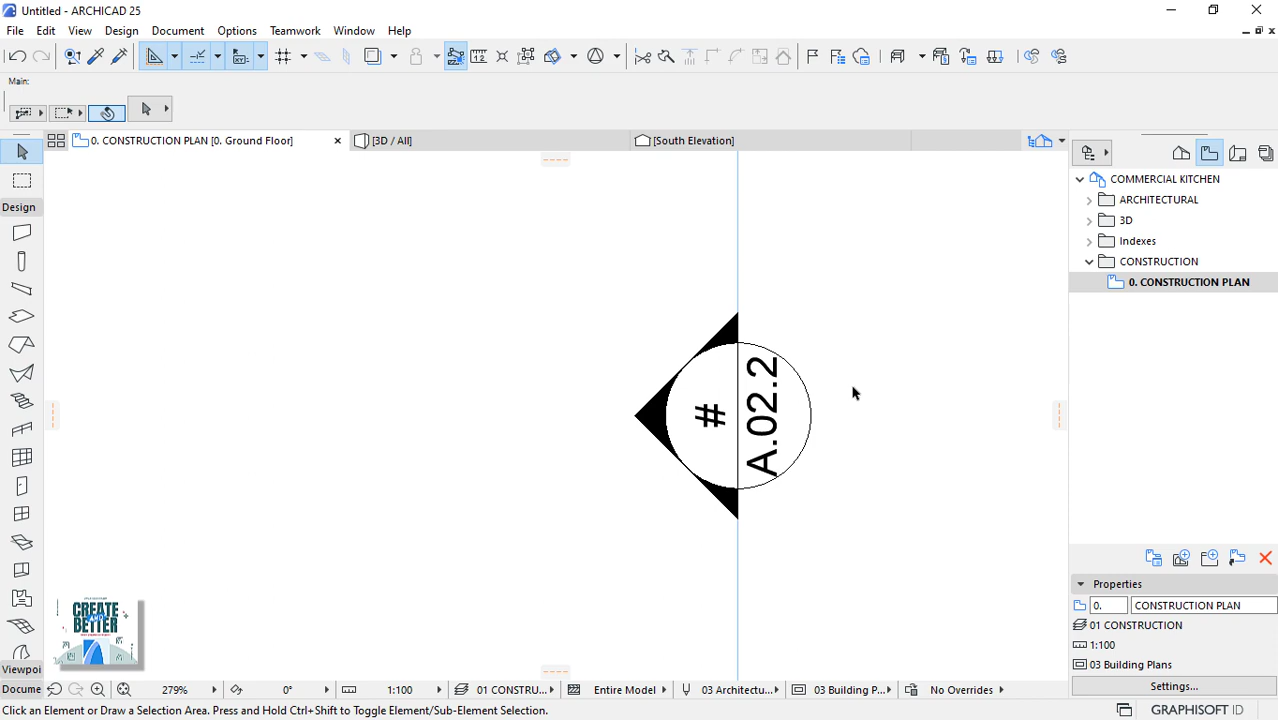 Untitled - ARCHICAD 25
File Edit View Design Document Options Teamwork Window Help
Main:
0. CONSTRUCTION PLAN [0. Ground Floor]
[3D / All]
[South Elevation]
Design
COMMERCIAL KITCHEN
ARCHITECTURAL
3D
Indexes
CONSTRUCTION
0. CONSTRUCTION PLAN
#
A.02.2
CREATE
BETTER
Properties
0. CONSTRUCTION PLAN
01 CONSTRUCTION
1:100
03 Building Plans
Settings...
Viewpoi
Docume
279%
0°
1:100
01 CONSTRU...
Entire Model
03 Architectu...
03 Building P...
No Overrides
Click an Element or Draw a Selection Area. Press and Hold Ctrl+Shift to Toggle Element/Sub-Element Selection.
GRAPHISOFT ID